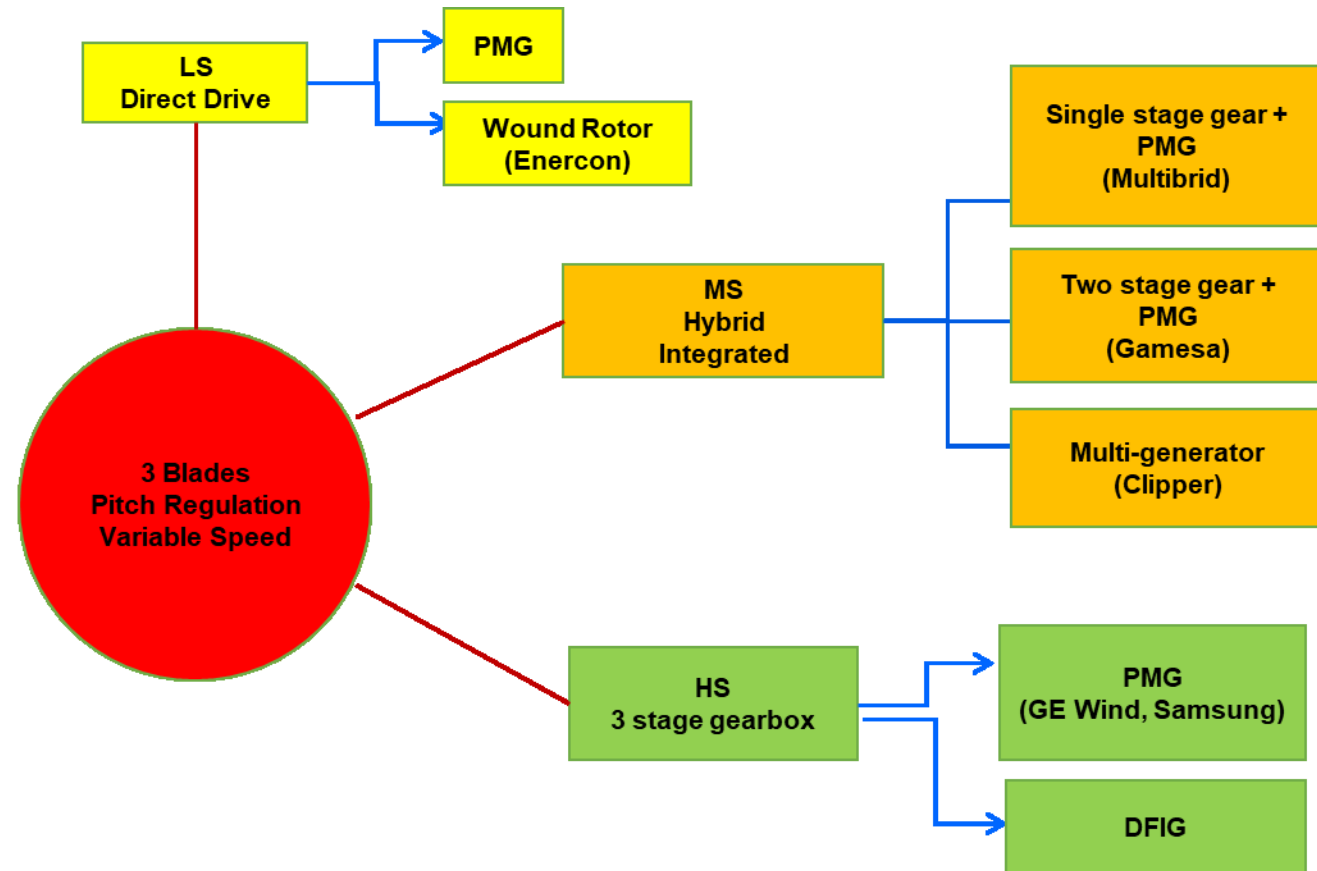 LS
Direct Drive
PMG
Wound Rotor
(Enercon)
3 Blades
Pitch Regulation
Variable Speed
MS
Hybrid
Integrated
Single stage gear +
PMG
(Multibrid)
Two stage gear +
PMG
(Gamesa)
Multi-generator
(Clipper)
HS
3 stage gearbox
PMG
(GE Wind, Samsung)
DFIG